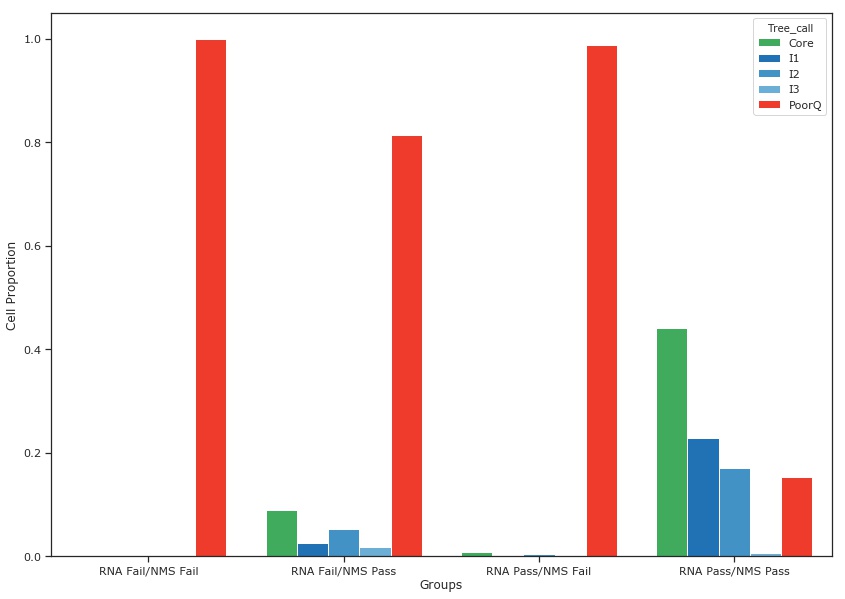 Tree_call
Core
I1
I2
I3
PoorQ
1.0
0.8
0.6
0.4
0.2
0.0
Cell Proportion
RNA Fail/NMS Fail
RNA Fail/NMS Pass
RNA Pass/NMS Fail
RNA Pass/NMS Pass
Groups